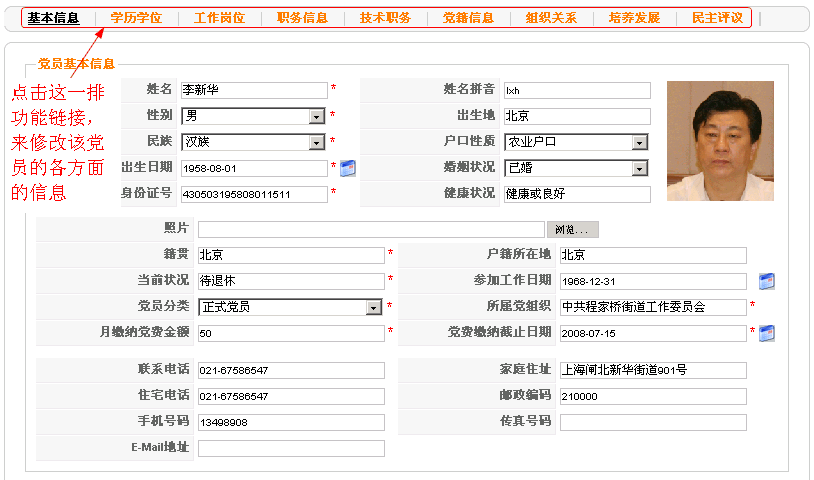 基本信息 学历学位 工作岗位 职务信息 技术职务 党籍信息 组织关系 培养发展 民主评议
党员基本信息
点击这一排
功能链接，
来修改该党
员的各方面
的信息
姓名 李新华 * 姓名拼音 lxh
性别 男 * 出生地 北京
民族 汉族 * 户口性质 农业户口
出生日期 1958-08-01 * 婚姻状况 已婚
身份证号 430503195808011511 * 健康状况 健康或良好
照片 浏览...
籍贯 北京 * 户籍所在地 北京
当前状况 待退休 * 参加工作日期 1968-12-31
党员分类 正式党员 * 所属党组织 中共程家桥街道工作委员会 *
月缴纳党费金额 50 * 党费缴纳截止日期 2008-07-15 *
联系电话 021-67586547 家庭住址 上海闸北新华街道901号
住宅电话 021-67586547 邮政编码 210000
手机号码 13498908 传真号码
E-Mail地址